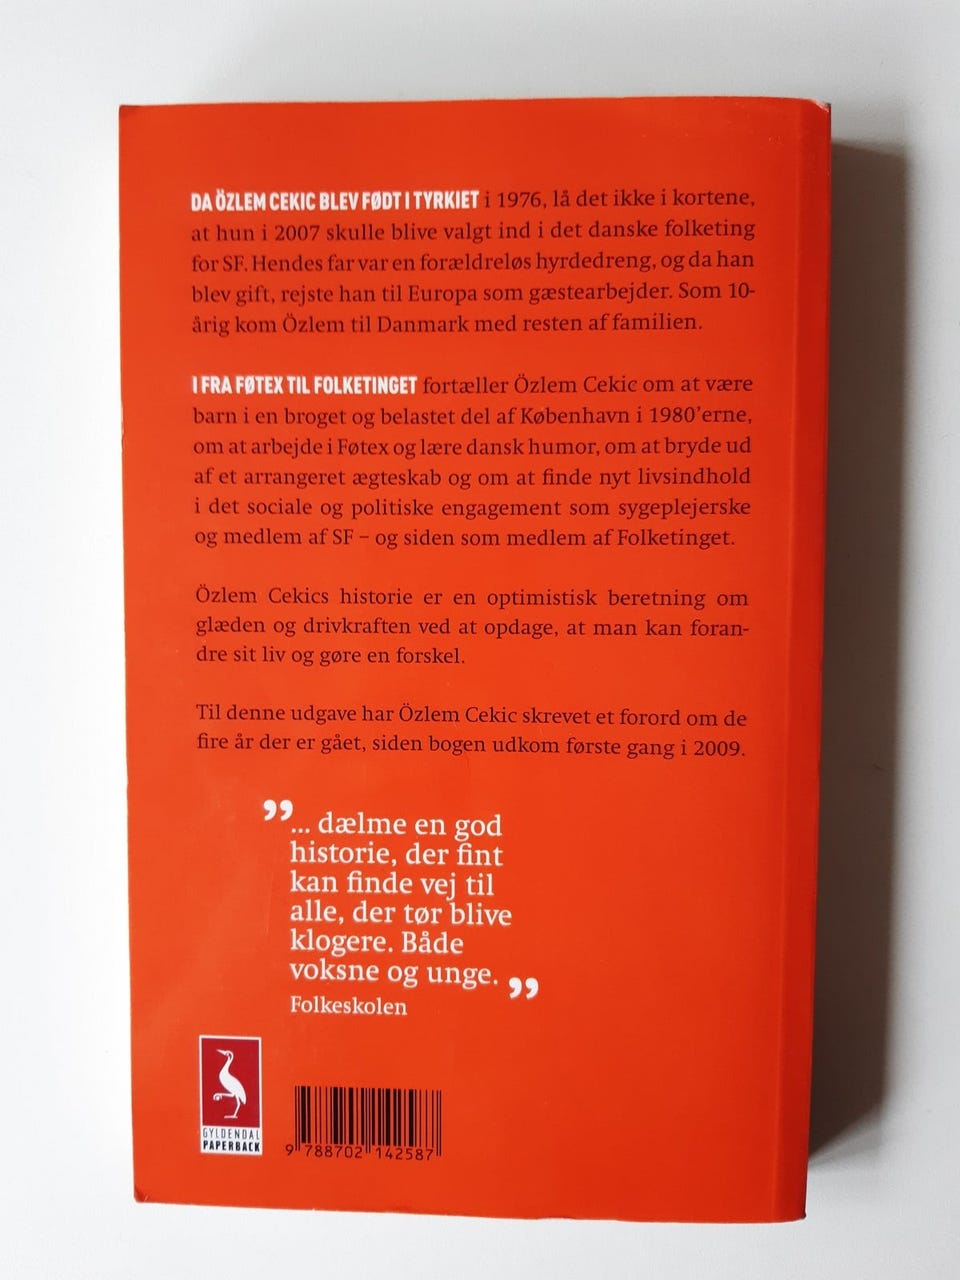 DA ÖZLEM CEKIC BLEV FØDT I TYRKIET i 1976, lå det ikke i kortene,
at hun i 2007 skulle blive valgt ind i det danske folketing
for SF. Hendes far var en forældreløs hyrdedreng, og da han
blev gift, rejste han til Europa som gæstearbejder. Som 10-
årig kom Özlem til Danmark med resten af familien.
I FRA FØTEX TIL FOLKETINGET fortæller Özlem Cekic om at være
barn i en broget og belastet del af København i 1980'erne,
om at arbejde i Føtex og lære dansk humor, om at bryde ud
af et arrangeret ægteskab og om at finde nyt livsindhold
i det sociale og politiske engagement som sygeplejerske
og medlem af SF – og siden som medlem af Folketinget.
Özlem Cekics historie er en optimistisk beretning om
glæden og drivkraften ved at opdage, at man kan foran-
dre sit liv og gøre en forskel.
Til denne udgave har Özlem Cekic skrevet et forord om de
fire år der er gået, siden bogen udkom første gang i 2009.
”... dælme en god
historie, der fint
kan finde vej til
alle, der tør blive
klogere. Både
voksne og unge.”
Folkeskolen
GYLDENDAL
PAPERBACK
9 788702 142587